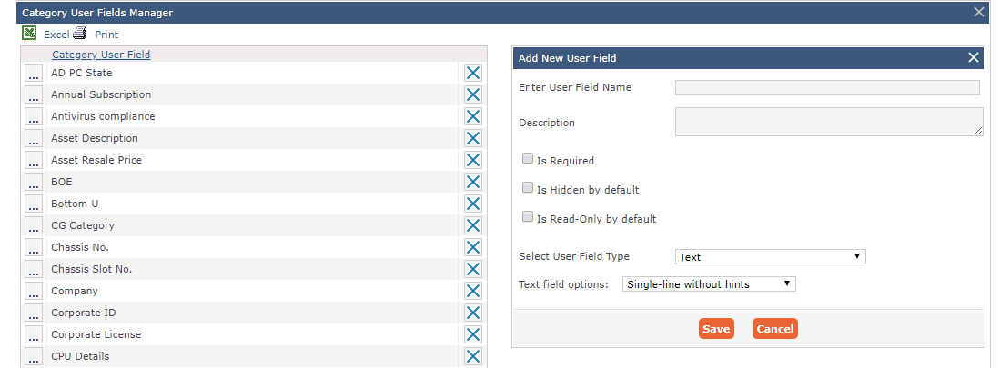 Category User Fields Manager
Excel Print
Category User Field
... AD PC State
... Annual Subscription
... Antivirus compliance
... Asset Description
... Asset Resale Price
... BOE
... Bottom U
... CG Category
... Chassis No.
... Chassis Slot No.
... Company
... Corporate ID
... Corporate License
... CPU Details
Add New User Field
Enter User Field Name
Description
Is Required
Is Hidden by default
Is Read-Only by default
Select User Field Type Text
Text field options: Single-line without hints
Save Cancel